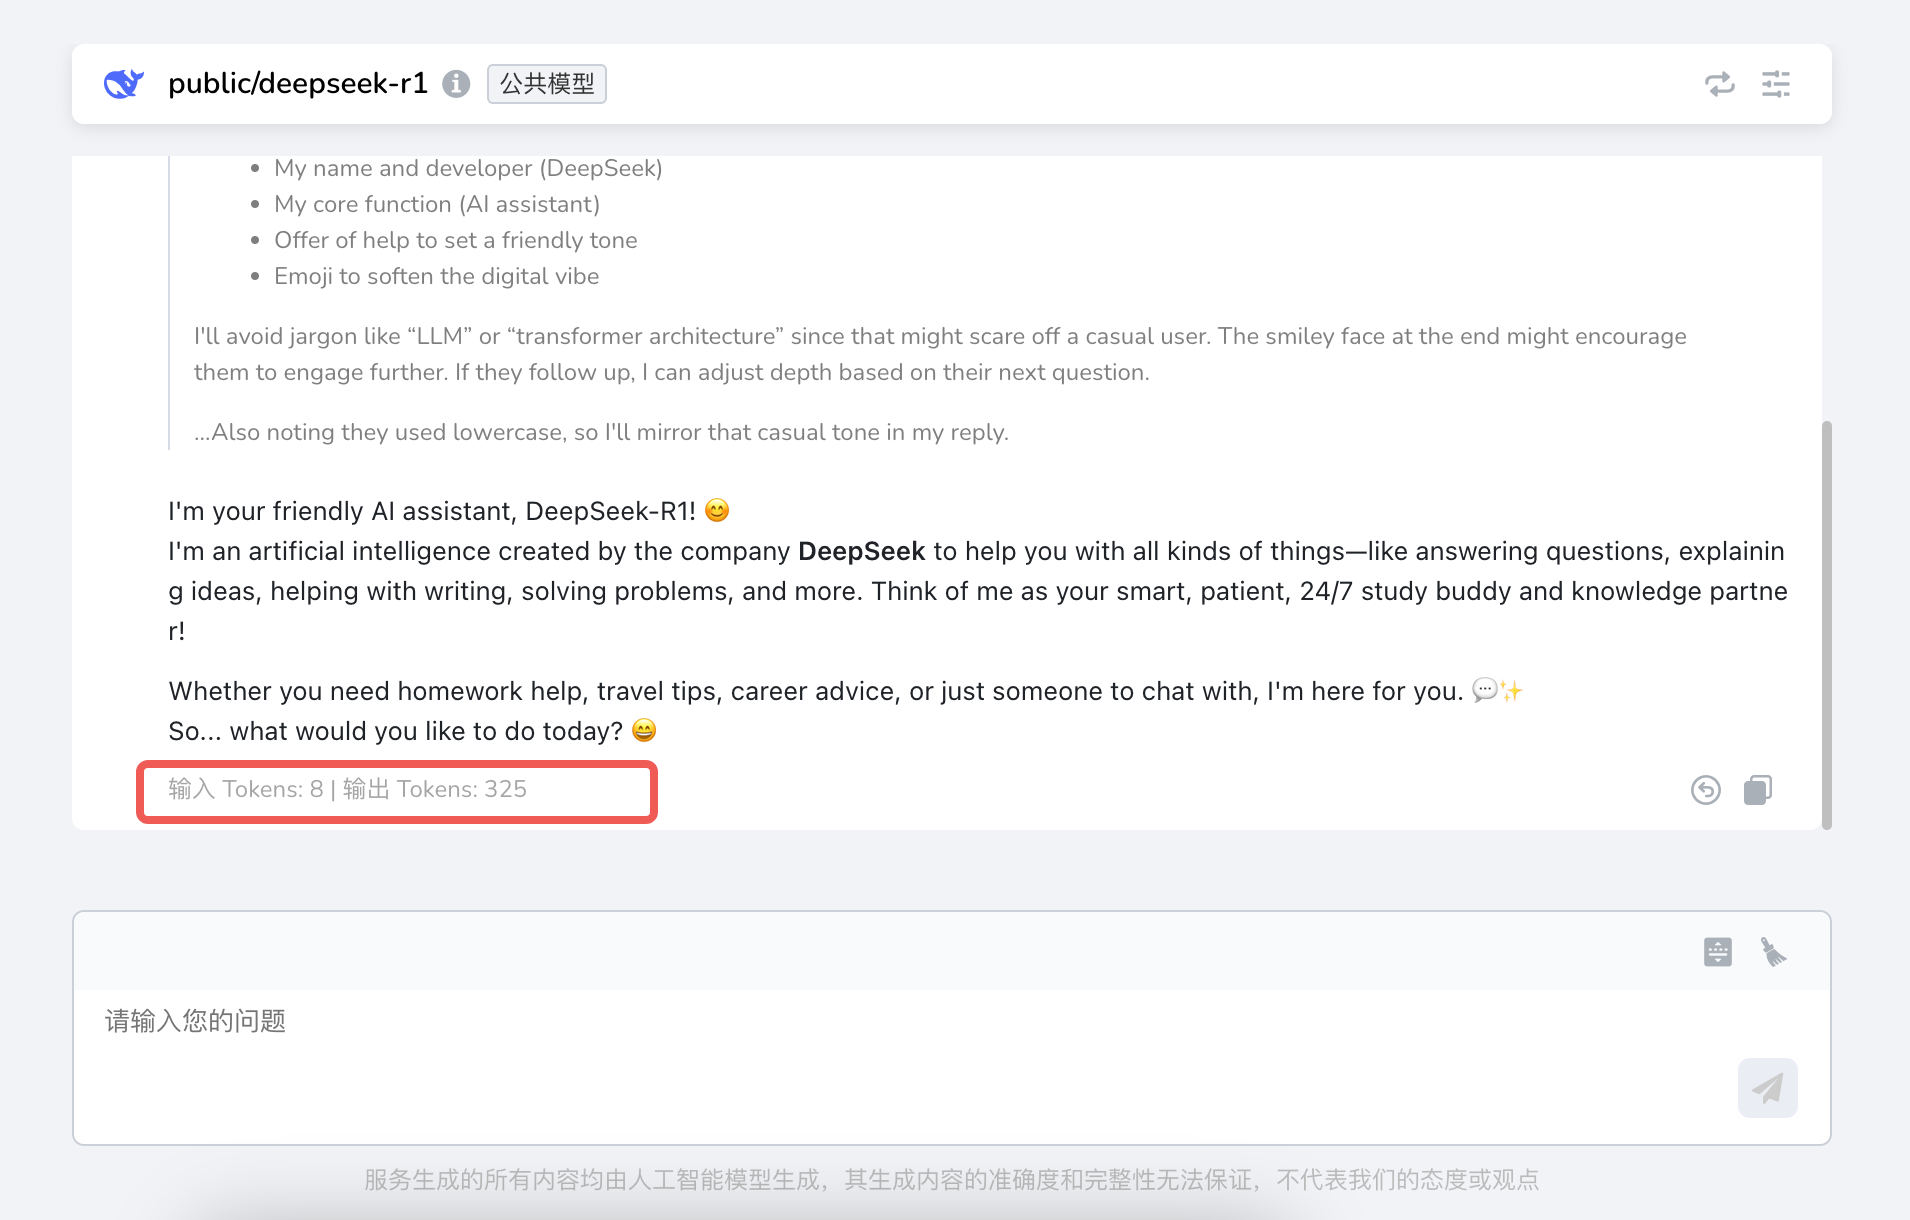 public/deepseek-r1
公共模型
• My name and developer (DeepSeek)
• My core function (AI assistant)
• Offer of help to set a friendly tone
• Emoji to soften the digital vibe
I'll avoid jargon like “LLM” or “transformer architecture” since that might scare off a casual user. The smiley face at the end might encourage
them to engage further. If they follow up, I can adjust depth based on their next question.
...Also noting they used lowercase, so I'll mirror that casual tone in my reply.
I'm your friendly AI assistant, DeepSeek-R1! 😊
I'm an artificial intelligence created by the company DeepSeek to help you with all kinds of things—like answering questions, explainin
g ideas, helping with writing, solving problems, and more. Think of me as your smart, patient, 24/7 study buddy and knowledge partne
r!
Whether you need homework help, travel tips, career advice, or just someone to chat with, I'm here for you. 💬✨
So... what would you like to do today? 😄
输入 Tokens: 8 | 输出 Tokens: 325
请输入您的问题
服务生成的所有内容均由人工智能模型生成，其生成内容的准确度和完整性无法保证，不代表我们的态度或观点